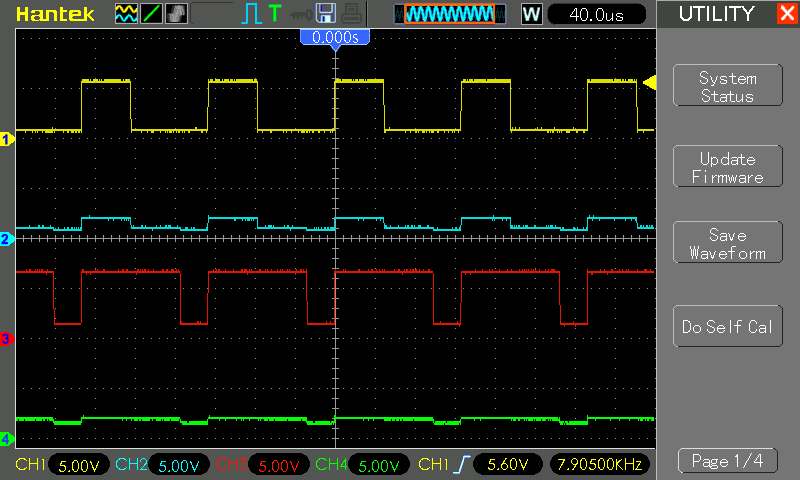 Hantek
T
W
40.0us
UTILITY
0.000s
System
Status
1
Update
Firmware
2
Save
Waveform
3
Do Self Cal
4
CH1 5.00V CH2 5.00V CH3 5.00V CH4 5.00V CH1 5.60V 7.90500KHz
Page 1/4